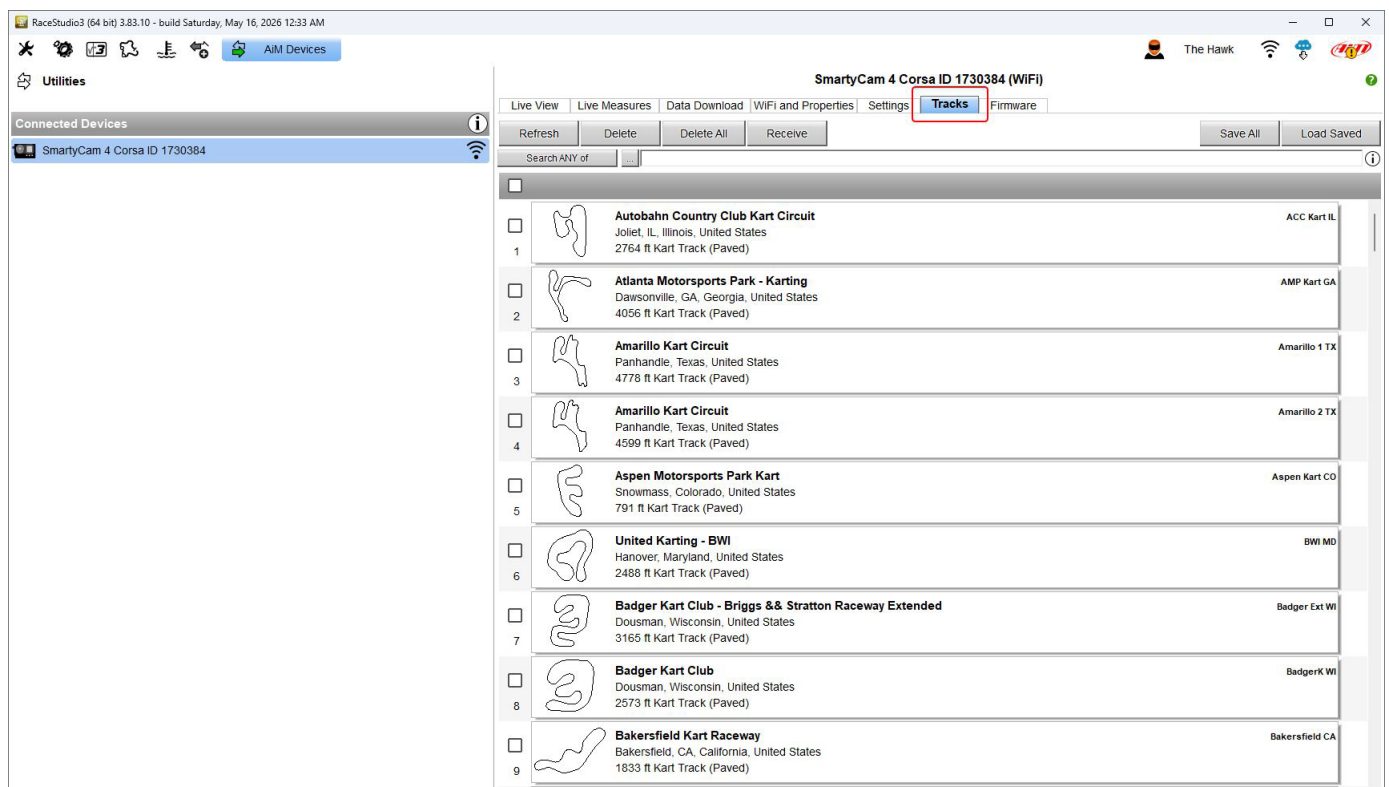 RaceStudio3 (64 bit) 3.83.10 - build Saturday, May 16, 2026 12:33 AM
AiM Devices
The Hawk
Utilities
SmartyCam 4 Corsa ID 1730384 (WiFi)
Live View Live Measures Data Download WiFi and Properties Settings Tracks Firmware
Connected Devices
SmartyCam 4 Corsa ID 1730384
Refresh Delete Delete All Receive Save All Load Saved
Search ANY of ...
Autobahn Country Club Kart Circuit
ACC Kart IL
Joliet, IL, Illinois, United States
2764 ft Kart Track (Paved)
1
Atlanta Motorsports Park - Karting
AMP Kart GA
Dawsonville, GA, Georgia, United States
4056 ft Kart Track (Paved)
2
Amarillo Kart Circuit
Amarillo 1 TX
Panhandle, Texas, United States
4778 ft Kart Track (Paved)
3
Amarillo Kart Circuit
Amarillo 2 TX
Panhandle, Texas, United States
4599 ft Kart Track (Paved)
4
Aspen Motorsports Park Kart
Aspen Kart CO
Snowmass, Colorado, United States
791 ft Kart Track (Paved)
5
United Karting - BWI
BWI MD
Hanover, Maryland, United States
2488 ft Kart Track (Paved)
6
Badger Kart Club - Briggs && Stratton Raceway Extended
Badger Ext WI
Dousman, Wisconsin, United States
3165 ft Kart Track (Paved)
7
Badger Kart Club
BadgerK WI
Dousman, Wisconsin, United States
2573 ft Kart Track (Paved)
8
Bakersfield Kart Raceway
Bakersfield CA
Bakersfield, CA, California, United States
1833 ft Kart Track (Paved)
9